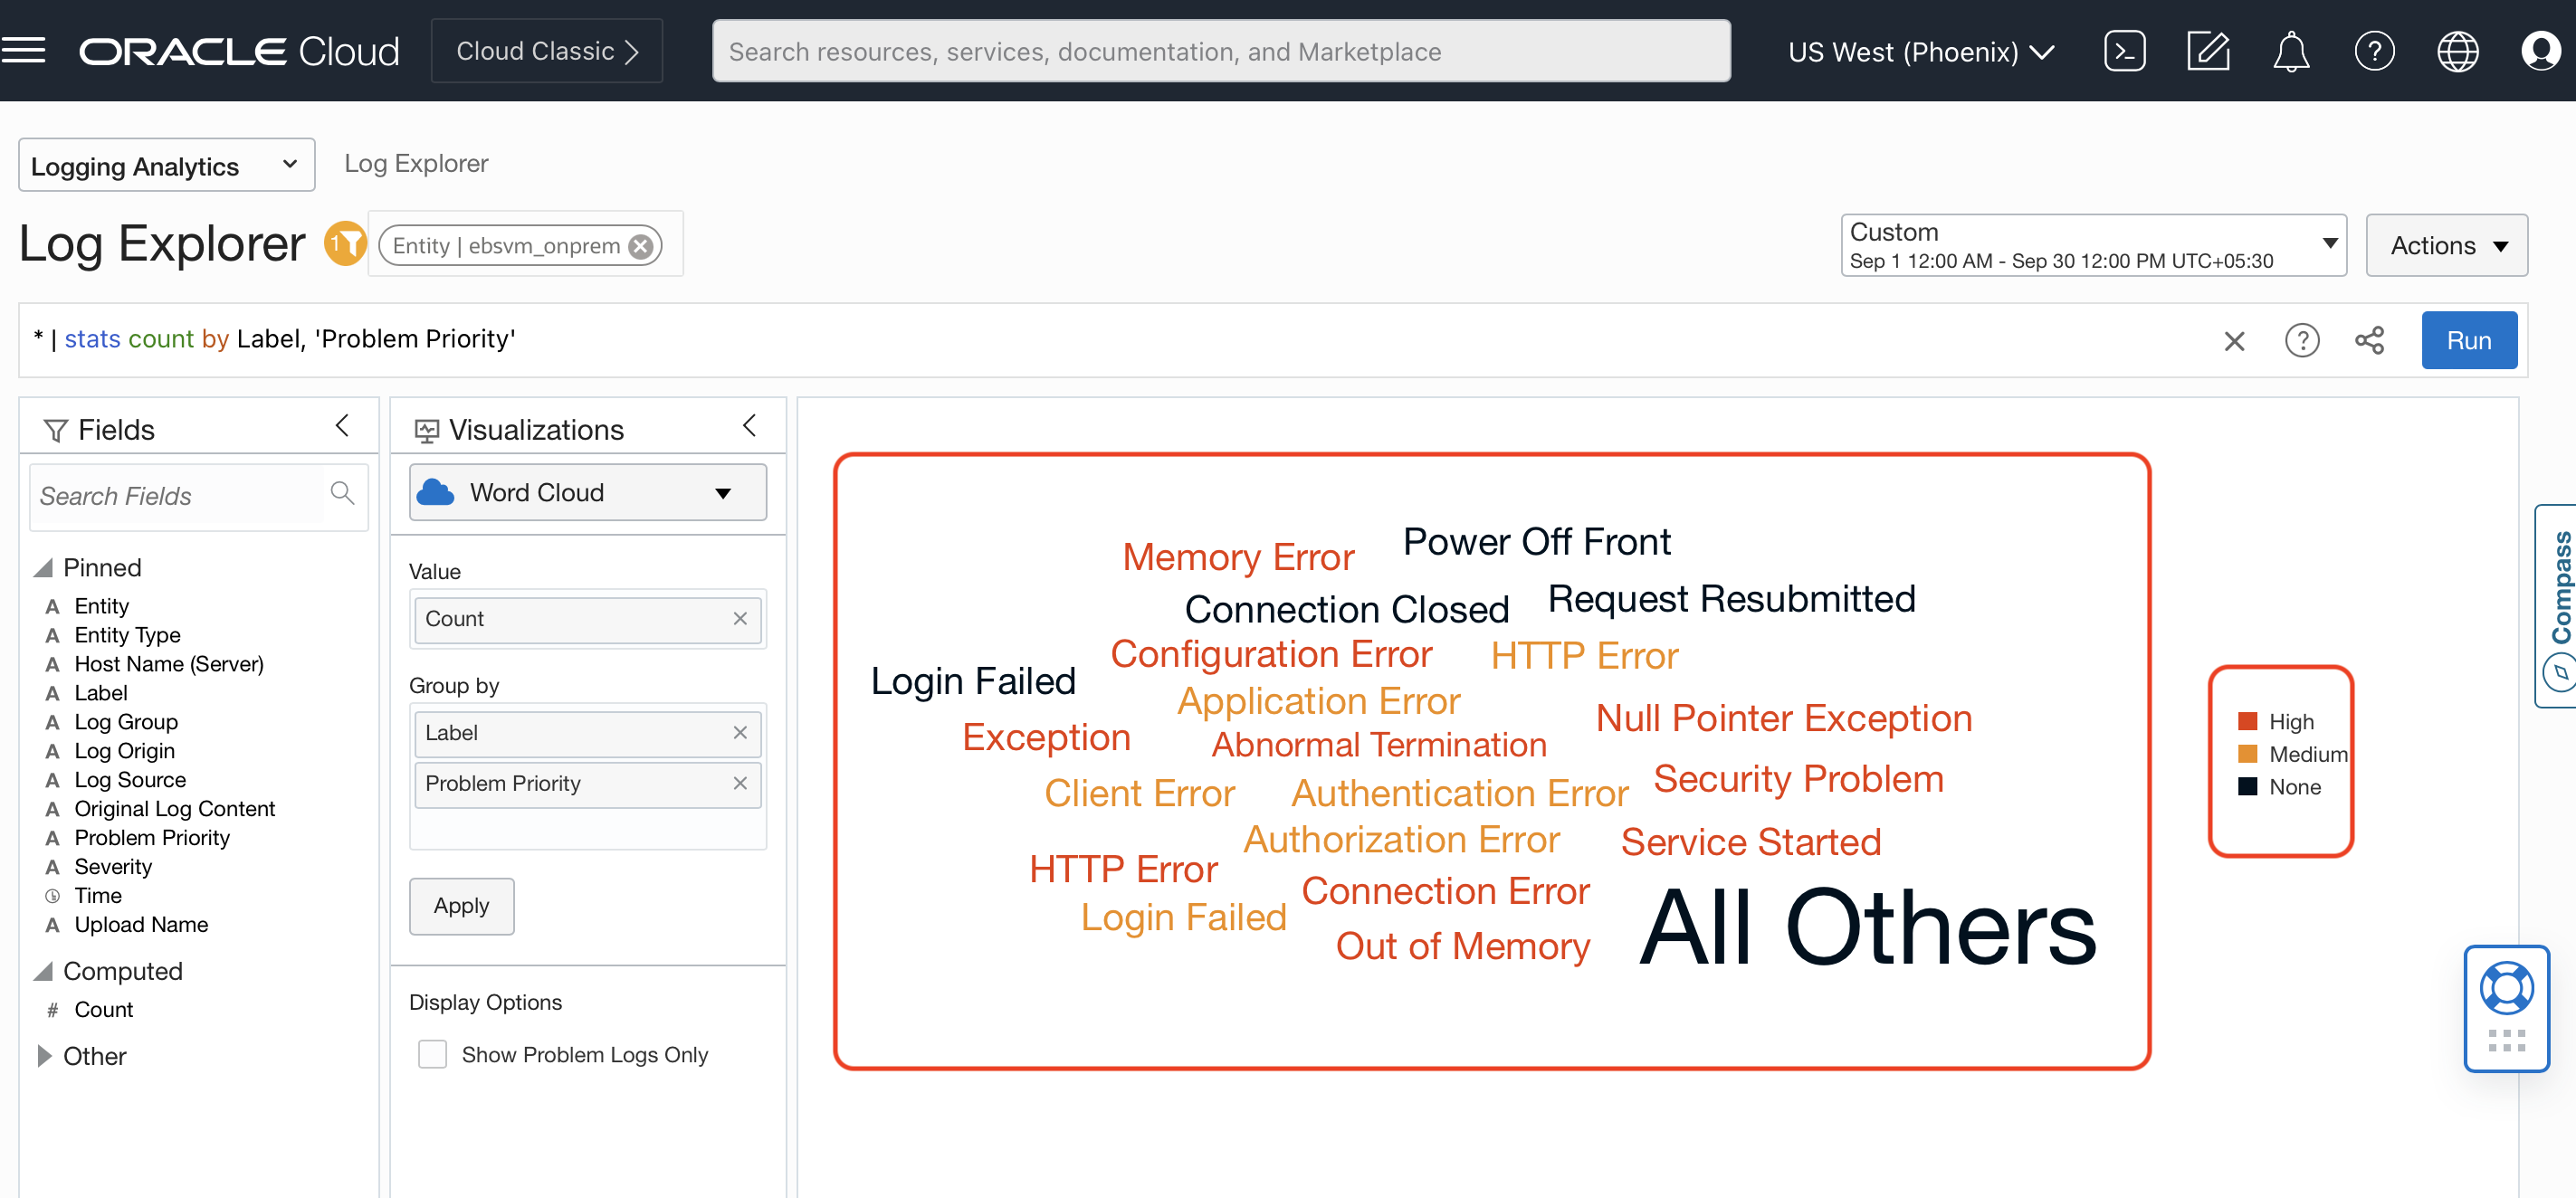 ORACLE Cloud
Cloud Classic
Search resources, services, documentation, and Marketplace
US West (Phoenix)
Logging Analytics
Log Explorer
Log Explorer
1
Entity | ebsvm_onprem
Custom
Sep 1 12:00 AM - Sep 30 12:00 PM UTC+05:30
Actions
* | stats count by Label, 'Problem Priority'
Run
Fields
Search Fields
Pinned
A Entity
A Entity Type
A Host Name (Server)
A Label
A Log Group
A Log Origin
A Log Source
A Original Log Content
A Problem Priority
A Severity
Time
A Upload Name
Computed
# Count
Other
Visualizations
Word Cloud
Value
Count
Group by
Label
Problem Priority
Apply
Display Options
Show Problem Logs Only
Power Off Front
Memory Error
Request Resubmitted
Connection Closed
Configuration Error
HTTP Error
Login Failed
Application Error
Null Pointer Exception
Exception
Abnormal Termination
Security Problem
Client Error
Authentication Error
Authorization Error
Service Started
HTTP Error
Connection Error
Login Failed
All Others
Out of Memory
High
Medium
None
Compass